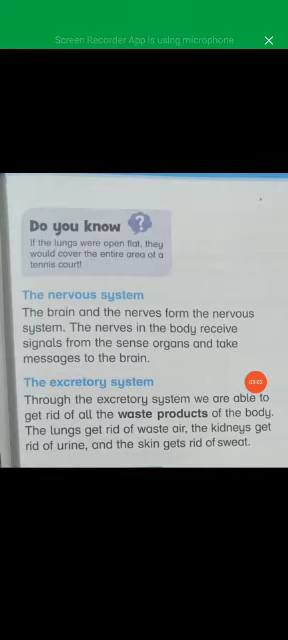 Screen Recorder App is using microphone
Do you know ?
If the lungs were open flat, they
would cover the entire area of a
tennis court!
The nervous system
The brain and the nerves form the nervous
system. The nerves in the body receive
signals from the sense organs and take
messages to the brain.
The excretory system
03:03
Through the excretory system we are able to
get rid of all the waste products of the body.
The lungs get rid of waste air, the kidneys get
rid of urine, and the skin gets rid of sweat.